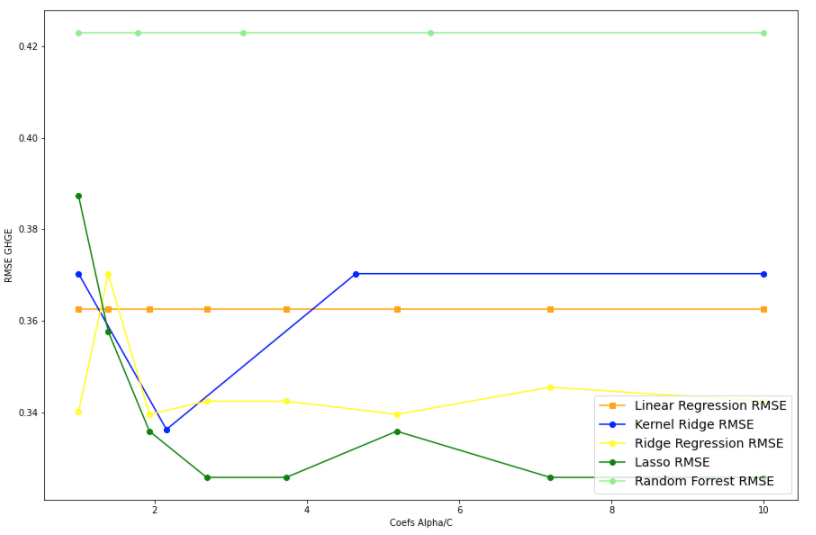 0.42
0.40
0.38
0.36
0.34
RMSE GHGE
2
4
6
8
10
Coefs Alpha/C
Linear Regression RMSE
Kernel Ridge RMSE
Ridge Regression RMSE
Lasso RMSE
Random Forrest RMSE